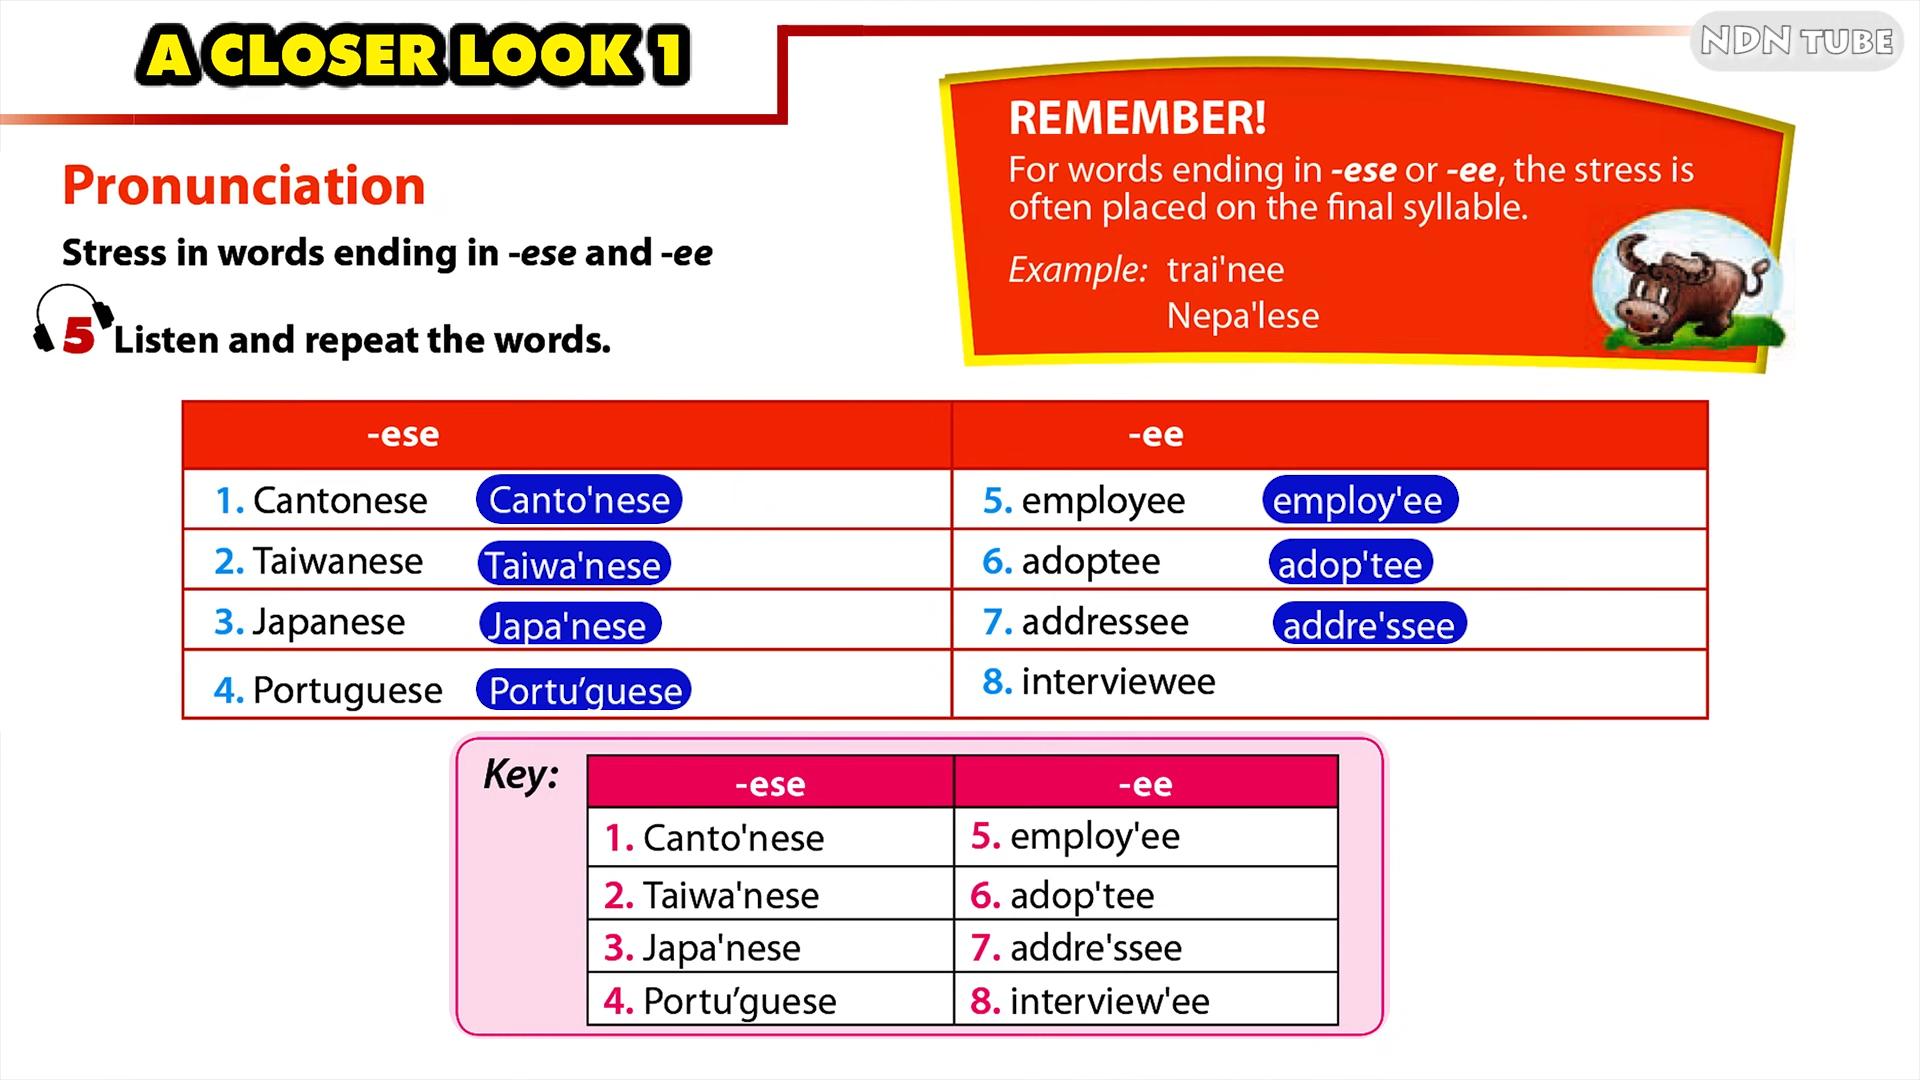 A CLOSER LOOK 1
NDN TUBE
REMEMBER!
For words ending in -ese or -ee, the stress is
often placed on the final syllable.
Example: trai'nee
Nepa'lese
Pronunciation
Stress in words ending in -ese and -ee
5 Listen and repeat the words.
-ese -ee
1. Cantonese Canto'nese 5. employee employ'ee
2. Taiwanese Taiwa'nese 6. adoptee adop'tee
3. Japanese Japa'nese 7. addressee addre'ssee
4. Portuguese Portu’guese 8. interviewee
Key:
-ese -ee
1. Canto'nese 5. employ'ee
2. Taiwa'nese 6. adop'tee
3. Japa'nese 7. addre'ssee
4. Portu’guese 8. interview'ee